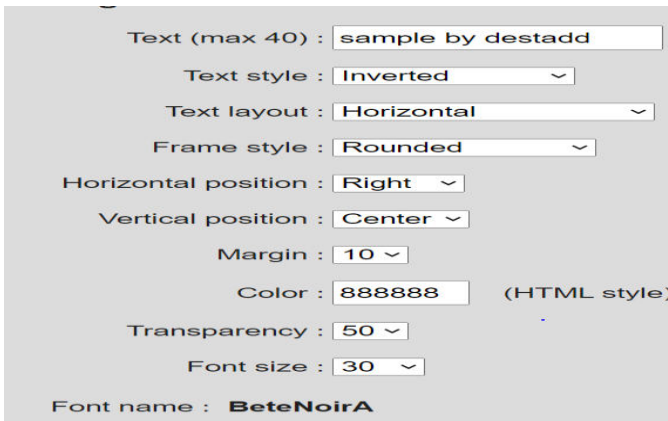 Text (max 40) : sample by destadd
Text style : Inverted
Text layout : Horizontal
Frame style : Rounded
Horizontal position : Right
Vertical position : Center
Margin : 10
Color : 888888 (HTML style)
Transparency : 50
Font size : 30
Font name : BeteNoirA